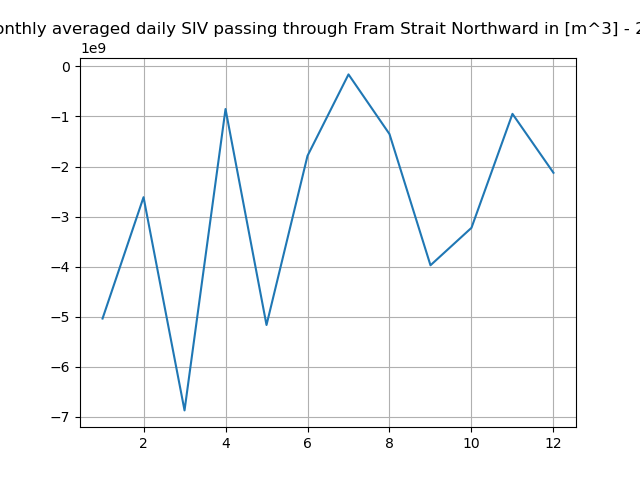 onthly averaged daily SIV passing through Fram Strait Northward in [m^3] - 2
1e9
0
−1
−2
−3
−4
−5
−6
−7
2 4 6 8 10 12